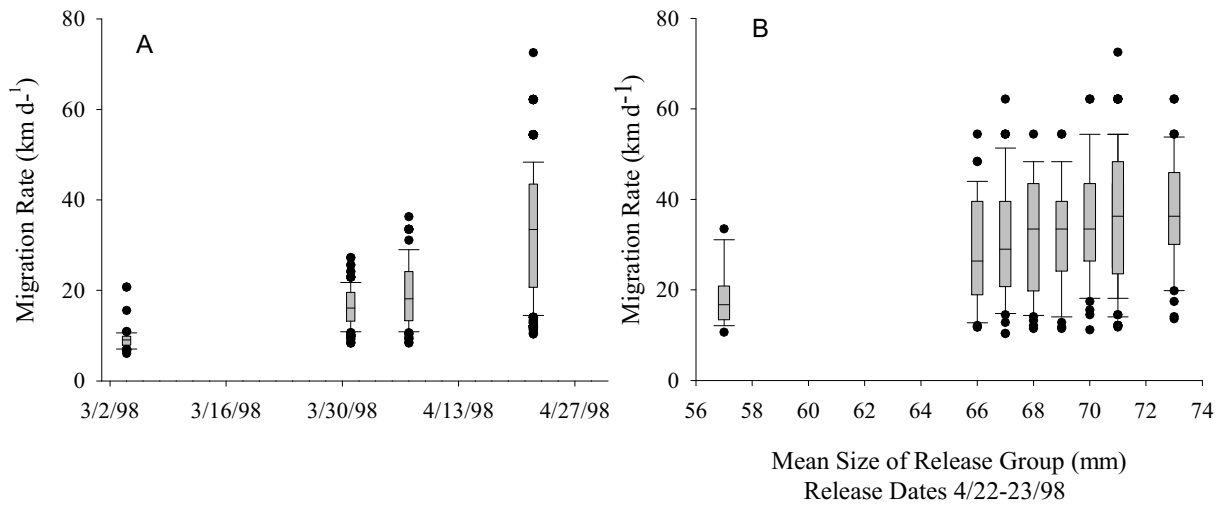 A
Migration Rate (km d-1)
80
60
40
20
0
3/2/98 3/16/98 3/30/98 4/13/98 4/27/98
B
Migration Rate (km d-1)
80
60
40
20
0
56 58 60 62 64 66 68 70 72 74
Mean Size of Release Group (mm)
Release Dates 4/22-23/98